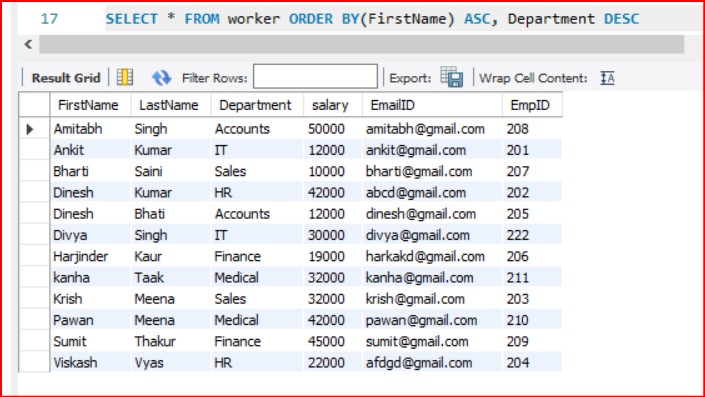 17 SELECT * FROM worker ORDER BY(FirstName) ASC, Department DESC
Result Grid Filter Rows: Export: Wrap Cell Content:
FirstName LastName Department salary EmailID EmpID
Amitabh Singh Accounts 50000 amitabh@gmail.com 208
Ankit Kumar IT 12000 ankit@gmail.com 201
Bharti Saini Sales 10000 bharti@gmail.com 207
Dinesh Kumar HR 42000 abcd@gmail.com 202
Dinesh Bhati Accounts 12000 dinesh@gmail.com 205
Divya Singh IT 30000 divya@gmail.com 222
Harjinder Kaur Finance 19000 harkakd@gmail.com 206
kanha Taak Medical 32000 kanha@gmail.com 211
Krish Meena Sales 32000 krish@gmail.com 203
Pawan Meena Medical 42000 pawan@gmail.com 210
Sumit Thakur Finance 45000 sumit@gmail.com 209
Viskash Vyas HR 22000 afdgd@gmail.com 204